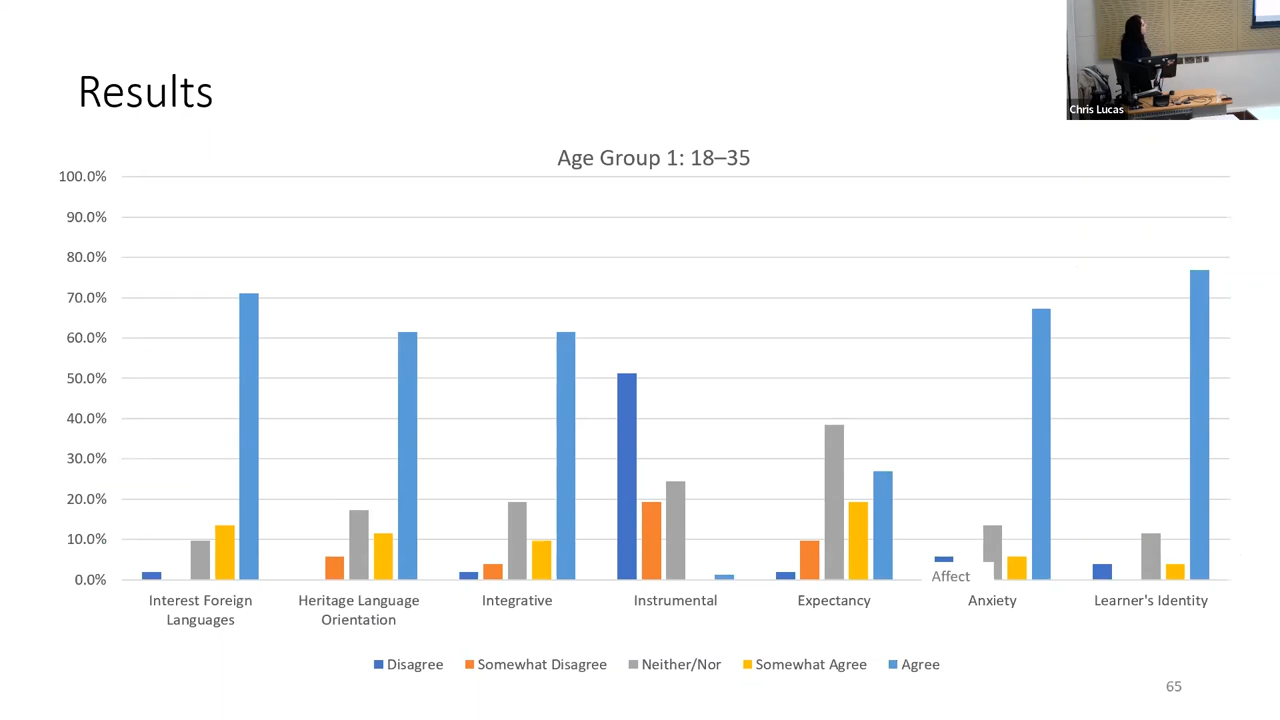 Results
Chris Lucas
Age Group 1: 18–35
100.0%
90.0%
80.0%
70.0%
60.0%
50.0%
40.0%
30.0%
20.0%
10.0%
0.0%
Affect
Interest Foreign
Languages
Heritage Language
Orientation
Integrative
Instrumental
Expectancy
Anxiety
Learner's Identity
Disagree
Somewhat Disagree
Neither/Nor
Somewhat Agree
Agree
65